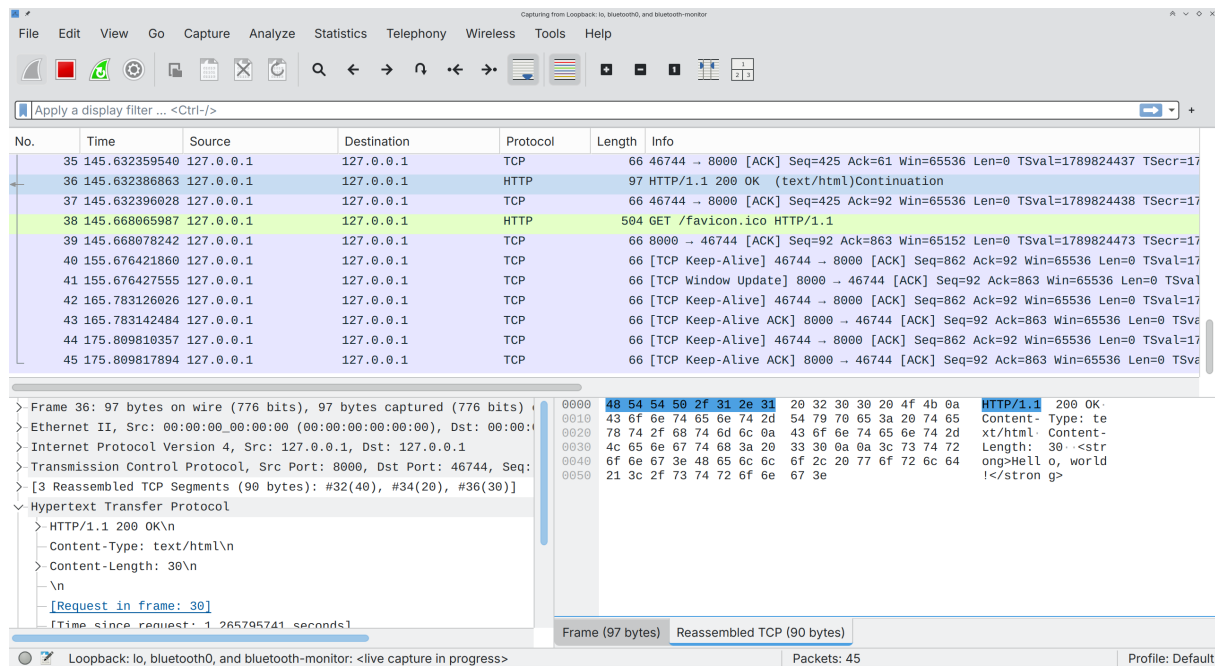 Capturing from Loopback: lo, bluetooth0, and bluetooth-monitor
File Edit View Go Capture Analyze Statistics Telephony Wireless Tools Help
Apply a display filter ... <Ctrl-/>
No. Time Source Destination Protocol Length Info
35 145.632359540 127.0.0.1 127.0.0.1 TCP 66 46744 → 8000 [ACK] Seq=425 Ack=61 Win=65536 Len=0 TSval=1789824437 TSecr=17
36 145.632386863 127.0.0.1 127.0.0.1 HTTP 97 HTTP/1.1 200 OK (text/html)Continuation
37 145.632396028 127.0.0.1 127.0.0.1 TCP 66 46744 → 8000 [ACK] Seq=425 Ack=92 Win=65536 Len=0 TSval=1789824438 TSecr=17
38 145.668065987 127.0.0.1 127.0.0.1 HTTP 504 GET /favicon.ico HTTP/1.1
39 145.668078242 127.0.0.1 127.0.0.1 TCP 66 8000 → 46744 [ACK] Seq=92 Ack=863 Win=65152 Len=0 TSval=1789824473 TSecr=17
40 155.676421860 127.0.0.1 127.0.0.1 TCP 66 [TCP Keep-Alive] 46744 → 8000 [ACK] Seq=862 Ack=92 Win=65536 Len=0 TSval=17
41 155.676427555 127.0.0.1 127.0.0.1 TCP 66 [TCP Window Update] 8000 → 46744 [ACK] Seq=92 Ack=863 Win=65536 Len=0 TSval
42 165.783126026 127.0.0.1 127.0.0.1 TCP 66 [TCP Keep-Alive] 46744 → 8000 [ACK] Seq=862 Ack=92 Win=65536 Len=0 TSval=17
43 165.783142484 127.0.0.1 127.0.0.1 TCP 66 [TCP Keep-Alive ACK] 8000 → 46744 [ACK] Seq=92 Ack=863 Win=65536 Len=0 TSva
44 175.809810357 127.0.0.1 127.0.0.1 TCP 66 [TCP Keep-Alive] 46744 → 8000 [ACK] Seq=862 Ack=92 Win=65536 Len=0 TSval=17
45 175.809817894 127.0.0.1 127.0.0.1 TCP 66 [TCP Keep-Alive ACK] 8000 → 46744 [ACK] Seq=92 Ack=863 Win=65536 Len=0 TSva
Frame 36: 97 bytes on wire (776 bits), 97 bytes captured (776 bits)
Ethernet II, Src: 00:00:00_00:00:00 (00:00:00:00:00:00), Dst: 00:00:
Internet Protocol Version 4, Src: 127.0.0.1, Dst: 127.0.0.1
Transmission Control Protocol, Src Port: 8000, Dst Port: 46744, Seq:
[3 Reassembled TCP Segments (90 bytes): #32(40), #34(20), #36(30)]
Hypertext Transfer Protocol
HTTP/1.1 200 OK\n
Content-Type: text/html\n
Content-Length: 30\n
\n
[Request in frame: 30]
[Time since request: 1.265795741 seconds]
0000 48 54 54 50 2f 31 2e 31 20 32 30 30 20 4f 4b 0a HTTP/1.1 200 OK·
0010 43 6f 6e 74 65 6e 74 2d 54 79 70 65 3a 20 74 65 Content- Type: te
0020 78 74 2f 68 74 6d 6c 0a 43 6f 6e 74 65 6e 74 2d xt/html· Content-
0030 4c 65 6e 67 74 68 3a 20 33 30 0a 0a 3c 73 74 72 Length: 30··<str
0040 6f 6e 67 3e 48 65 6c 6c 6f 2c 20 77 6f 72 6c 64 ong>Hell o, world
0050 21 3c 2f 73 74 72 6f 6e 67 3e !</stron g>
Frame (97 bytes) Reassembled TCP (90 bytes)
Loopback: lo, bluetooth0, and bluetooth-monitor: <live capture in progress> Packets: 45 Profile: Default